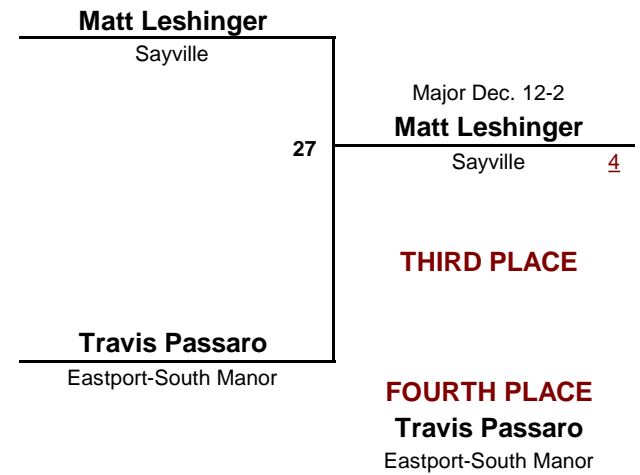 Matt Leshinger
Sayville
Major Dec. 12-2
Matt Leshinger
27
Sayville 4
THIRD PLACE
Travis Passaro
Eastport-South Manor
FOURTH PLACE
Travis Passaro
Eastport-South Manor